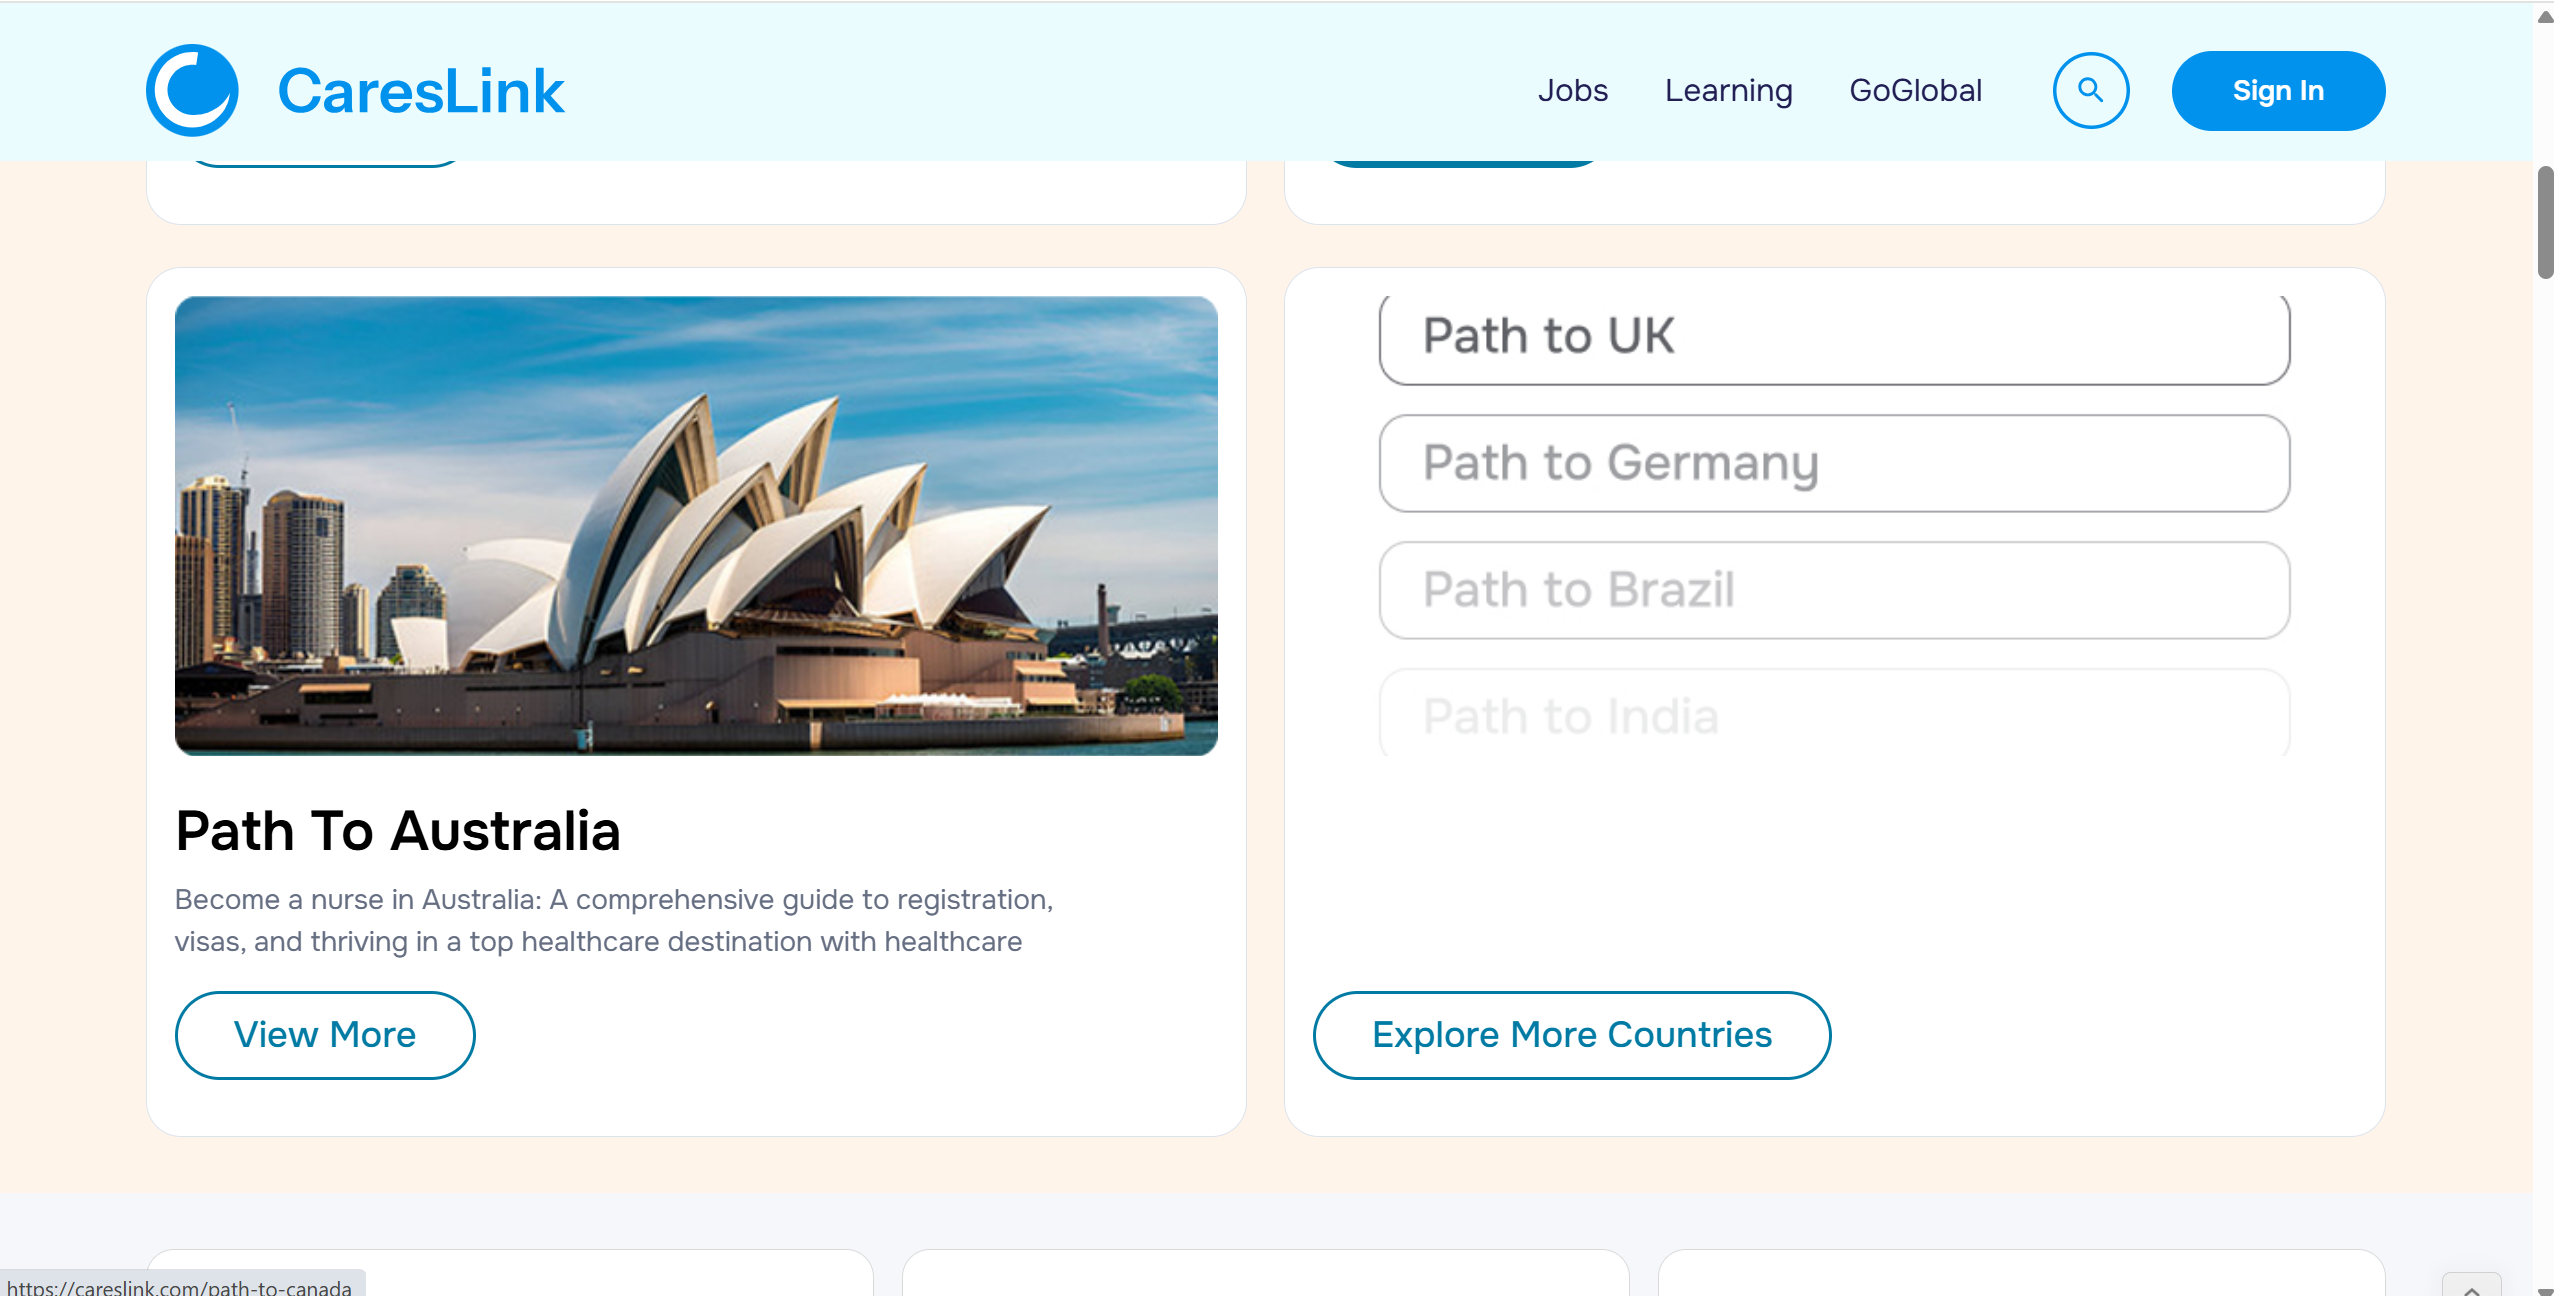 CaresLink
Jobs
Learning
GoGlobal
Sign In
Path to UK
Path to Germany
Path to Brazil
Path to India
Path To Australia
Become a nurse in Australia: A comprehensive guide to registration,
visas, and thriving in a top healthcare destination with healthcare
View More
Explore More Countries
https://careslink.com/path-to-canada